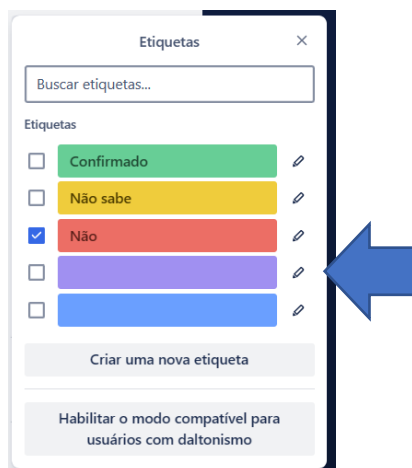 Etiquetas
Buscar etiquetas...
Etiquetas
Confirmado
Não sabe
Não
Criar uma nova etiqueta
Habilitar o modo compatível para
usuários com daltonismo